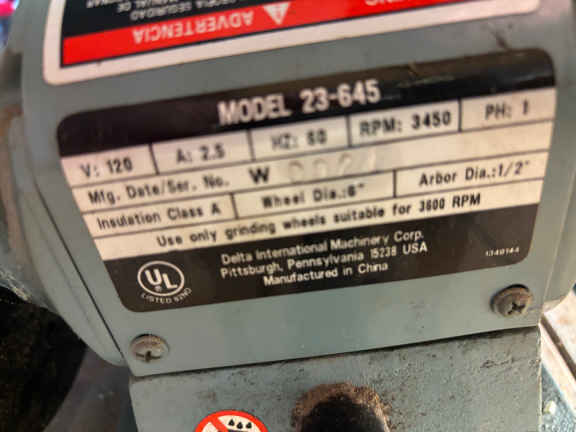 ADVERTENCIA
MODEL 23-645
V: 120 A: 2.5 HZ: 60 RPM: 3450 PH: 1
Mfg. Date/Ser. No. W
Insulation Class A Wheel Dia.:6" Arbor Dia.:1/2"
Use only grinding wheels suitable for 3600 RPM
Delta International Machinery Corp.
Pittsburgh, Pennsylvania 15238 USA
Manufactured in China
1349144
UL
LISTED 92NO